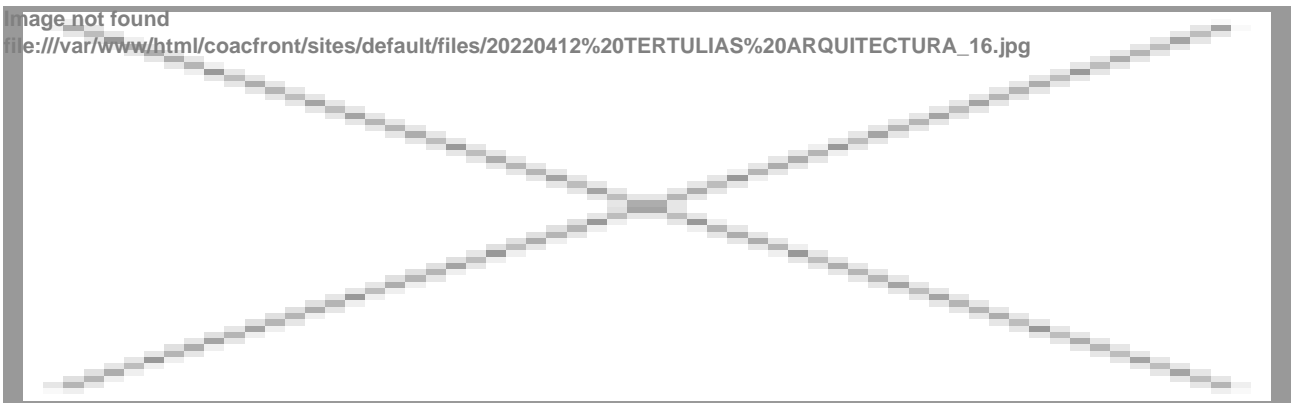 Image not found
file:///var/www/html/coacfront/sites/default/files/20220412%20TERTULIAS%20ARQUITECTURA_16.jpg